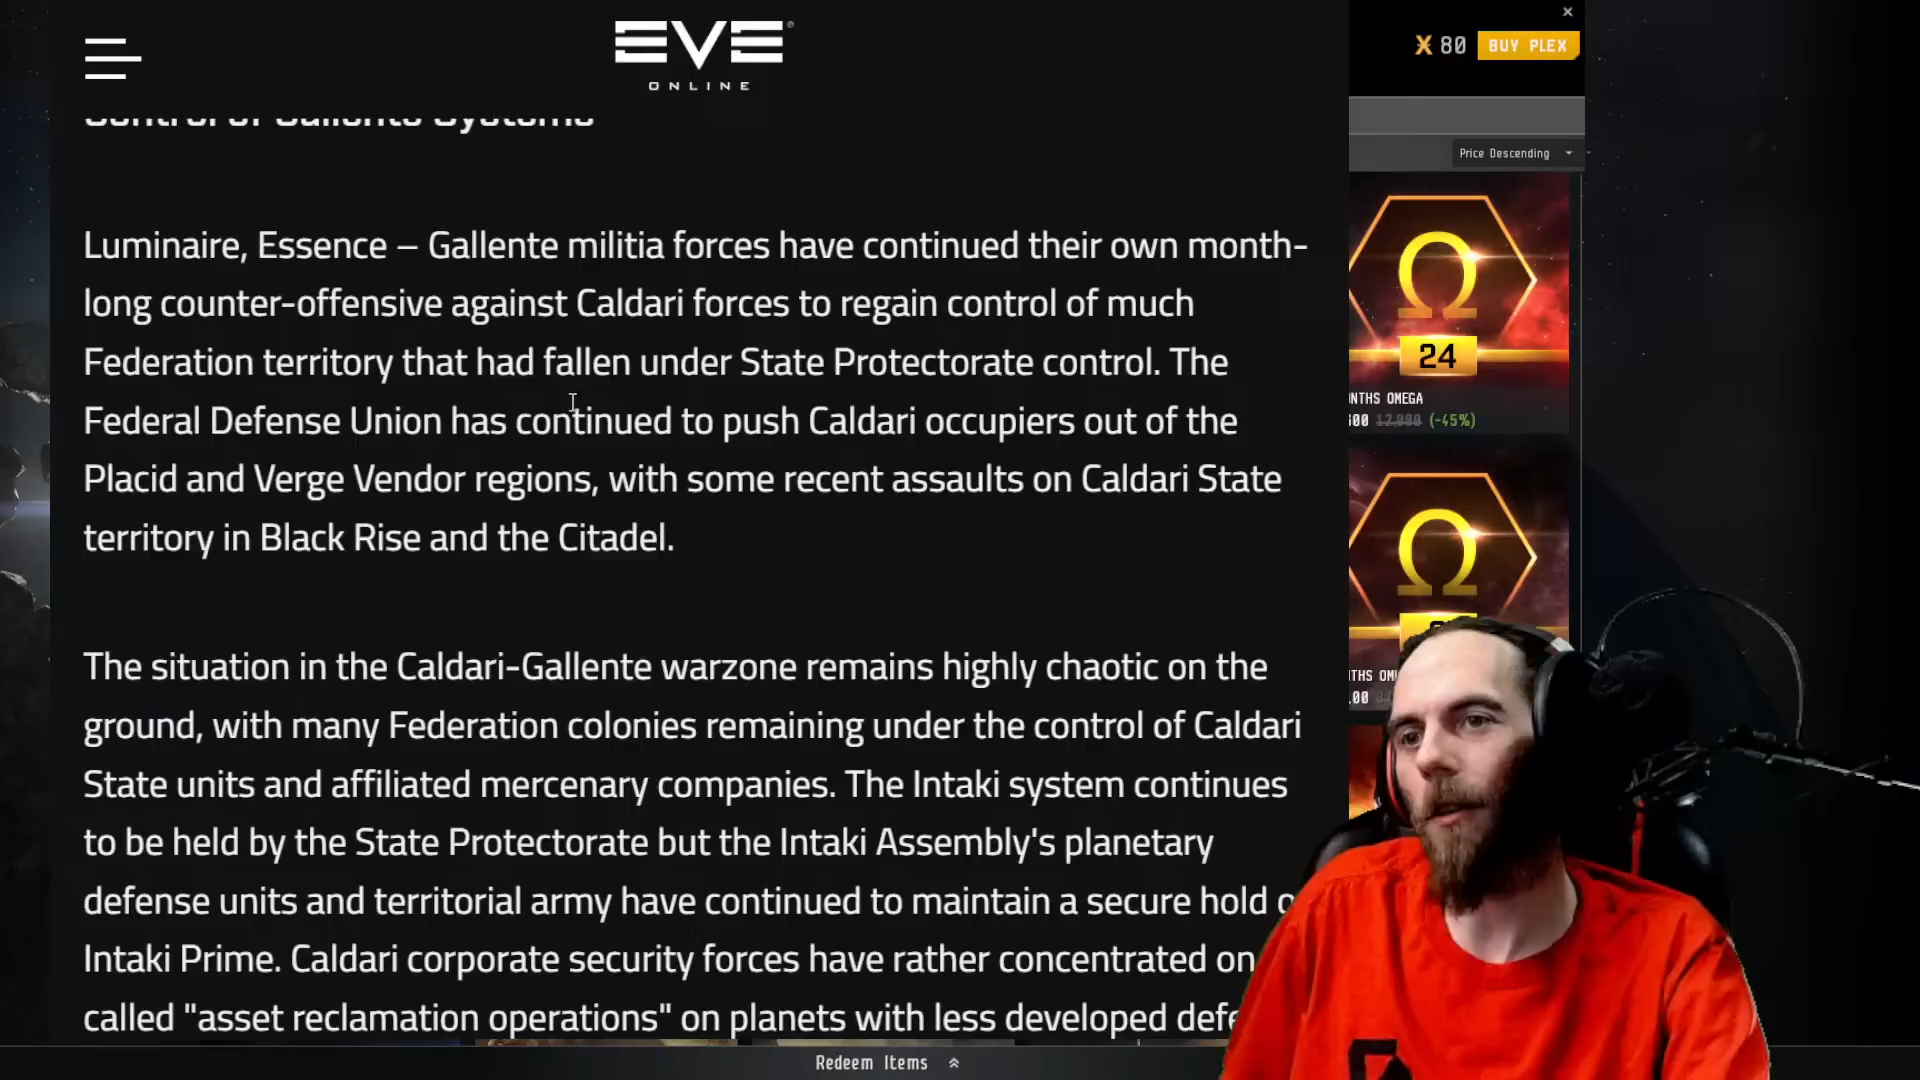 EVE
ONLINE
80
BUY PLEX
Control of Gallente Systems
Price Descending
Luminaire, Essence – Gallente militia forces have continued their own month-
long counter-offensive against Caldari forces to regain control of much
Federation territory that had fallen under State Protectorate control. The
Federal Defense Union has continued to push Caldari occupiers out of the
Placid and Verge Vendor regions, with some recent assaults on Caldari State
territory in Black Rise and the Citadel.
The situation in the Caldari-Gallente warzone remains highly chaotic on the
ground, with many Federation colonies remaining under the control of Caldari
State units and affiliated mercenary companies. The Intaki system continues
to be held by the State Protectorate but the Intaki Assembly's planetary
defense units and territorial army have continued to maintain a secure hold
Intaki Prime. Caldari corporate security forces have rather concentrated on
called "asset reclamation operations" on planets with less developed
Ω
24
NTHS OMEGA
600 12,000 (-45%)
Ω
Redeem Items